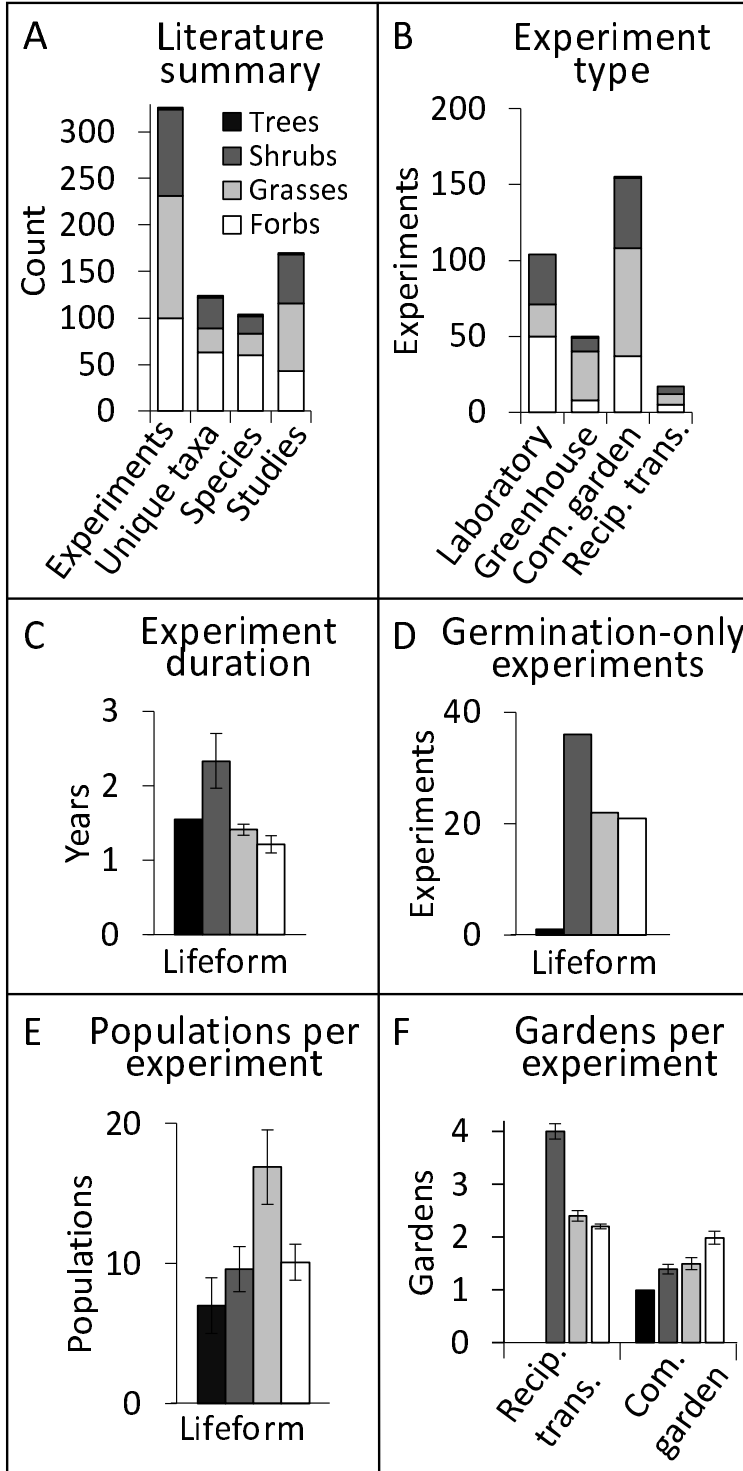 A
Literature
summary
Trees
Shrubs
Grasses
Forbs
Count
300
250
200
150
100
50
0
Experiments
Unique taxa
Species
Studies
B
Experiment
type
Experiments
200
150
100
50
0
Laboratory
Greenhouse
Com. garden
Recip. trans.
C
Experiment
duration
Years
3
2
1
0
Lifeform
D
Germination-only
experiments
Experiments
40
20
0
Lifeform
E
Populations per
experiment
Populations
20
10
0
Lifeform
F
Gardens per
experiment
Gardens
4
3
2
1
0
Recip.
trans.
Com.
garden